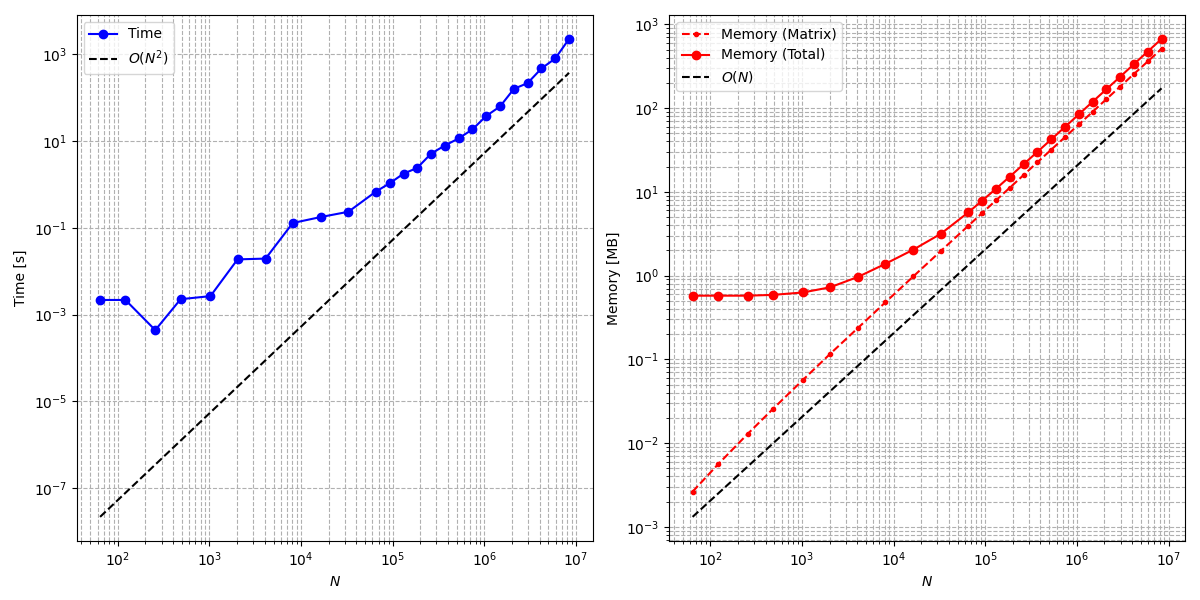 Time
O(N²)
Time [s]
10³
10¹
10⁻¹
10⁻³
10⁻⁵
10⁻⁷
10² 10³ 10⁴ 10⁵ 10⁶ 10⁷
N
Memory (Matrix)
Memory (Total)
O(N)
Memory [MB]
10³
10²
10¹
10⁰
10⁻¹
10⁻²
10⁻³
10² 10³ 10⁴ 10⁵ 10⁶ 10⁷
N